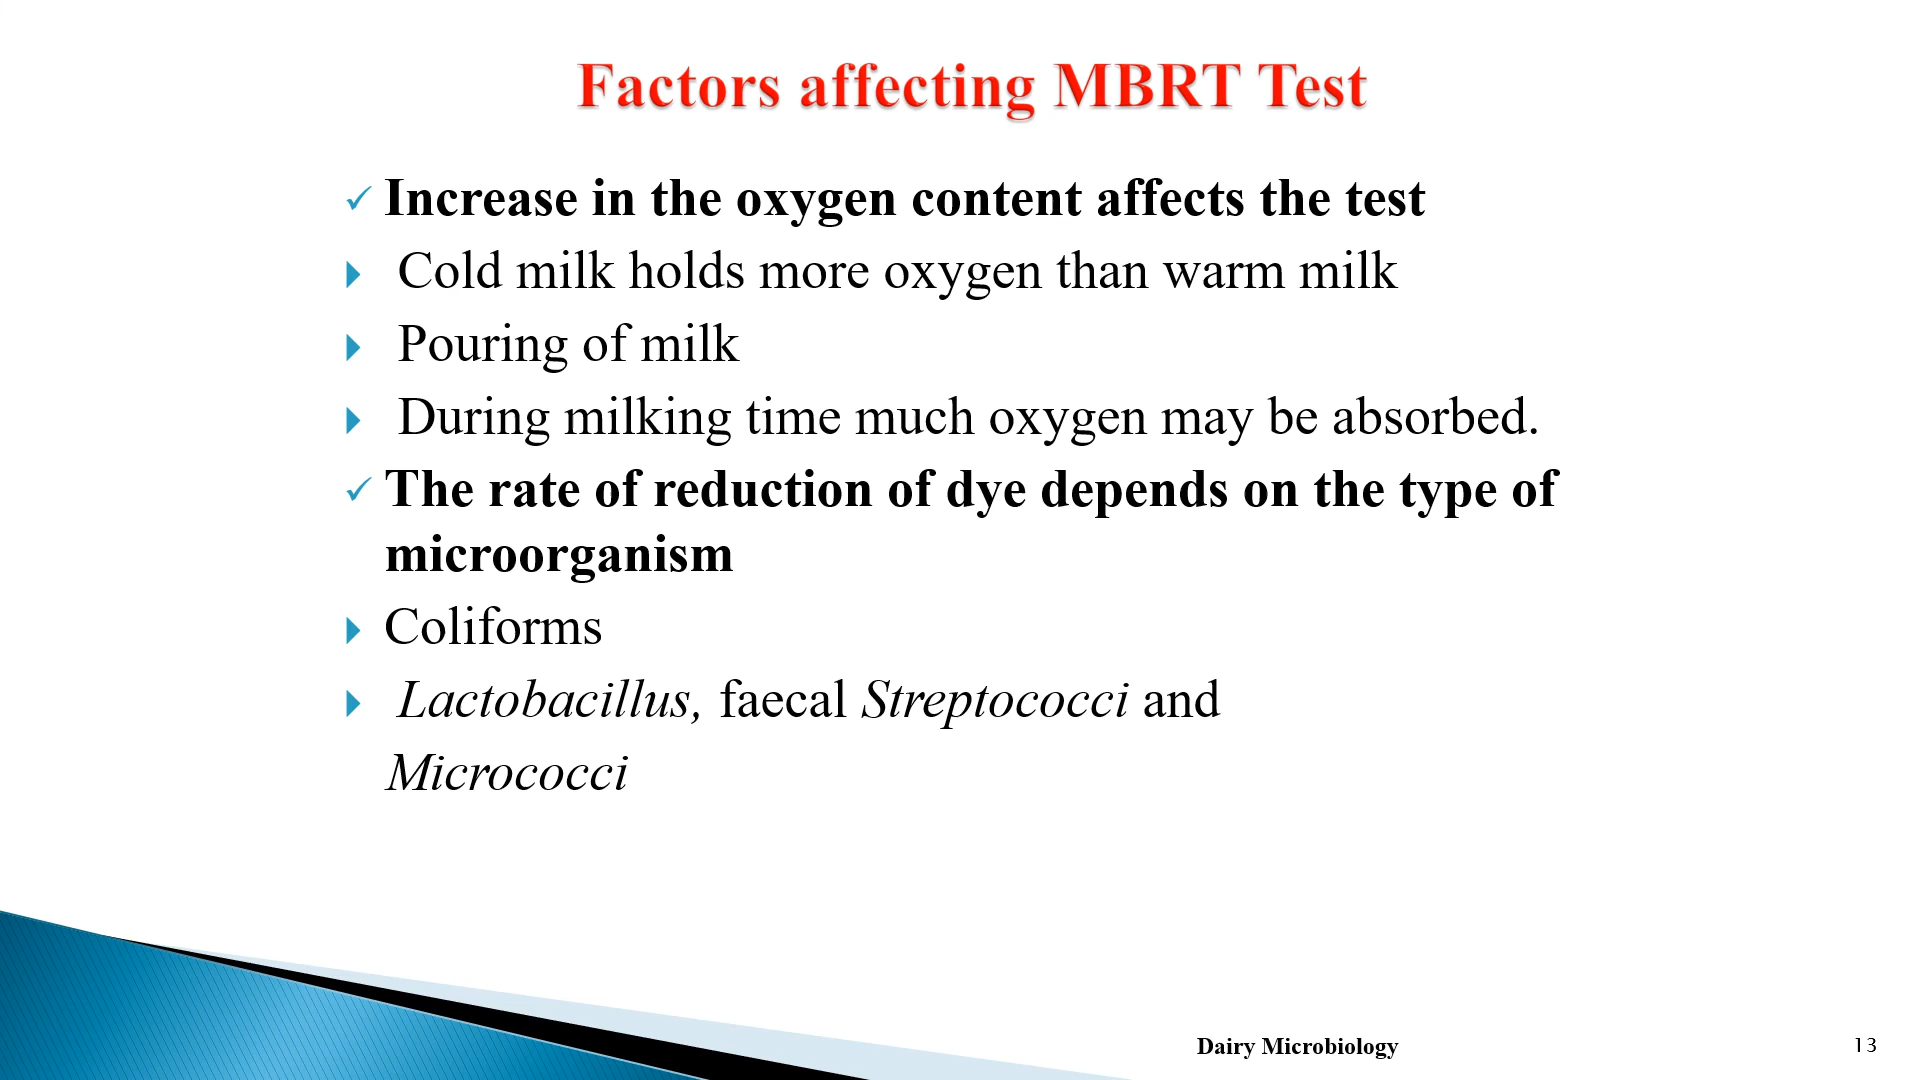 Factors affecting MBRT Test
Increase in the oxygen content affects the test
Cold milk holds more oxygen than warm milk
Pouring of milk
During milking time much oxygen may be absorbed.
The rate of reduction of dye depends on the type of
microorganism
Coliforms
Lactobacillus, faecal Streptococci and
Micrococci
Dairy Microbiology
13